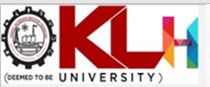 KLH
(DEEMED TO BE UNIVERSITY)